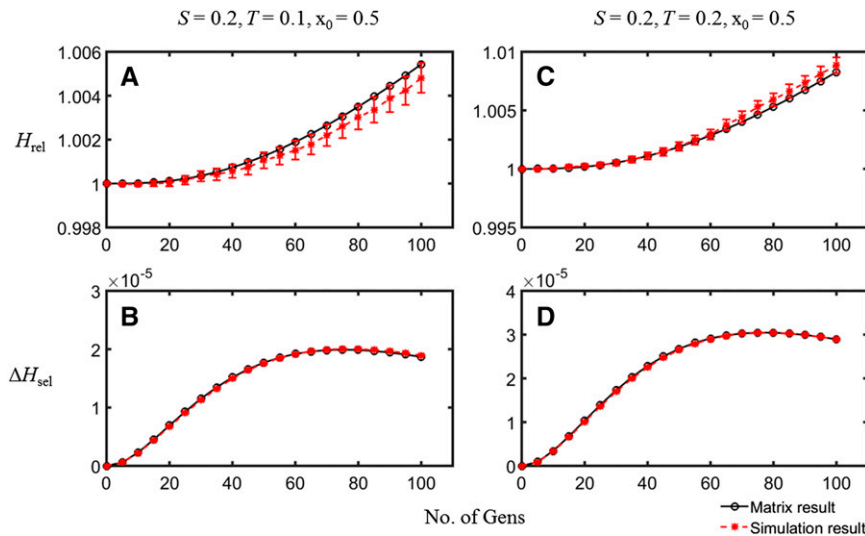 S = 0.2, T = 0.1, x₀ = 0.5
S = 0.2, T = 0.2, x₀ = 0.5
A
1.006
1.004
1.002
1
0.998
H_rel
0 20 40 60 80 100
C
1.01
1.005
1
0.995
0 20 40 60 80 100
B
×10⁻⁵
3
2
1
0
ΔH_sel
0 20 40 60 80 100
D
×10⁻⁵
4
3
2
1
0
0 20 40 60 80 100
No. of Gens
Matrix result
Simulation result